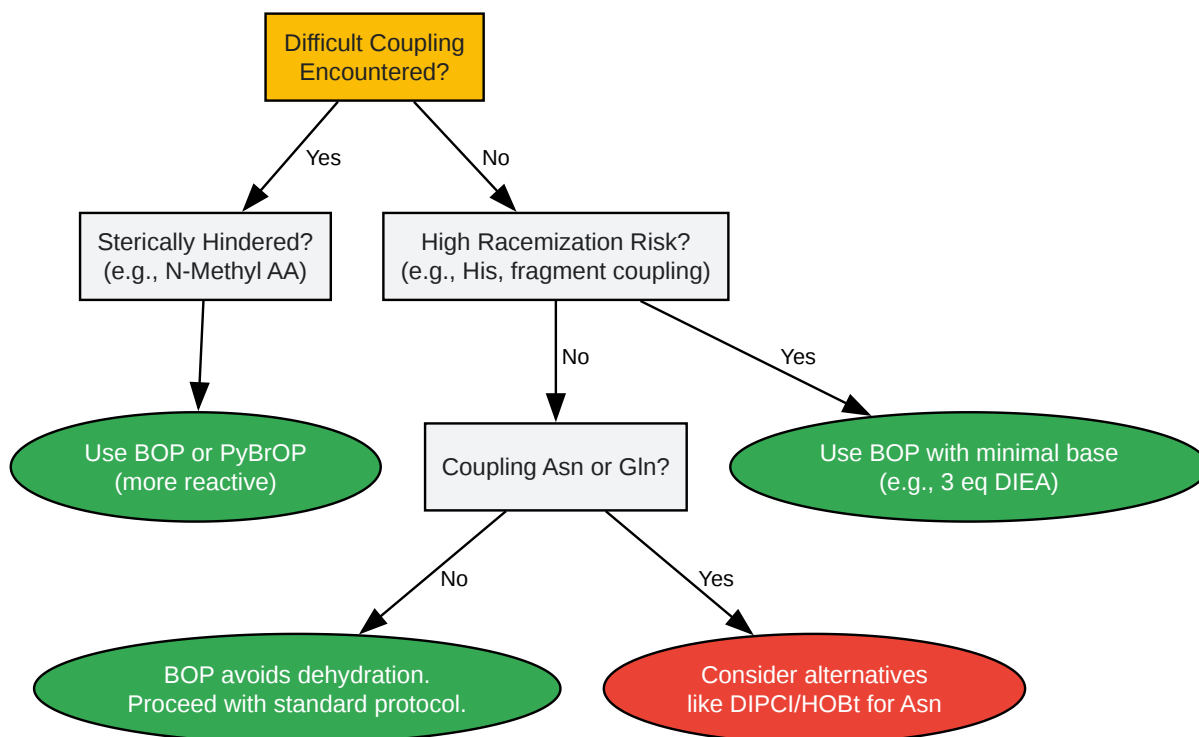 Difficult Coupling
Encountered?
Yes
No
Sterically Hindered?
(e.g., N-Methyl AA)
High Racemization Risk?
(e.g., His, fragment coupling)
No
Yes
Use BOP or PyBrOP
(more reactive)
Coupling Asn or Gln?
Use BOP with minimal base
(e.g., 3 eq DIEA)
No
Yes
BOP avoids dehydration.
Proceed with standard protocol.
Consider alternatives
like DIPCI/HOBt for Asn